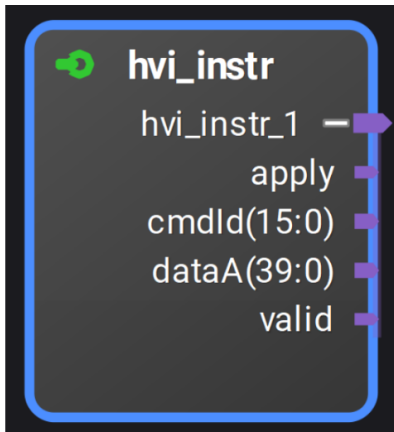 hvi_instr
hvi_instr_1
apply
cmdId(15:0)
dataA(39:0)
valid